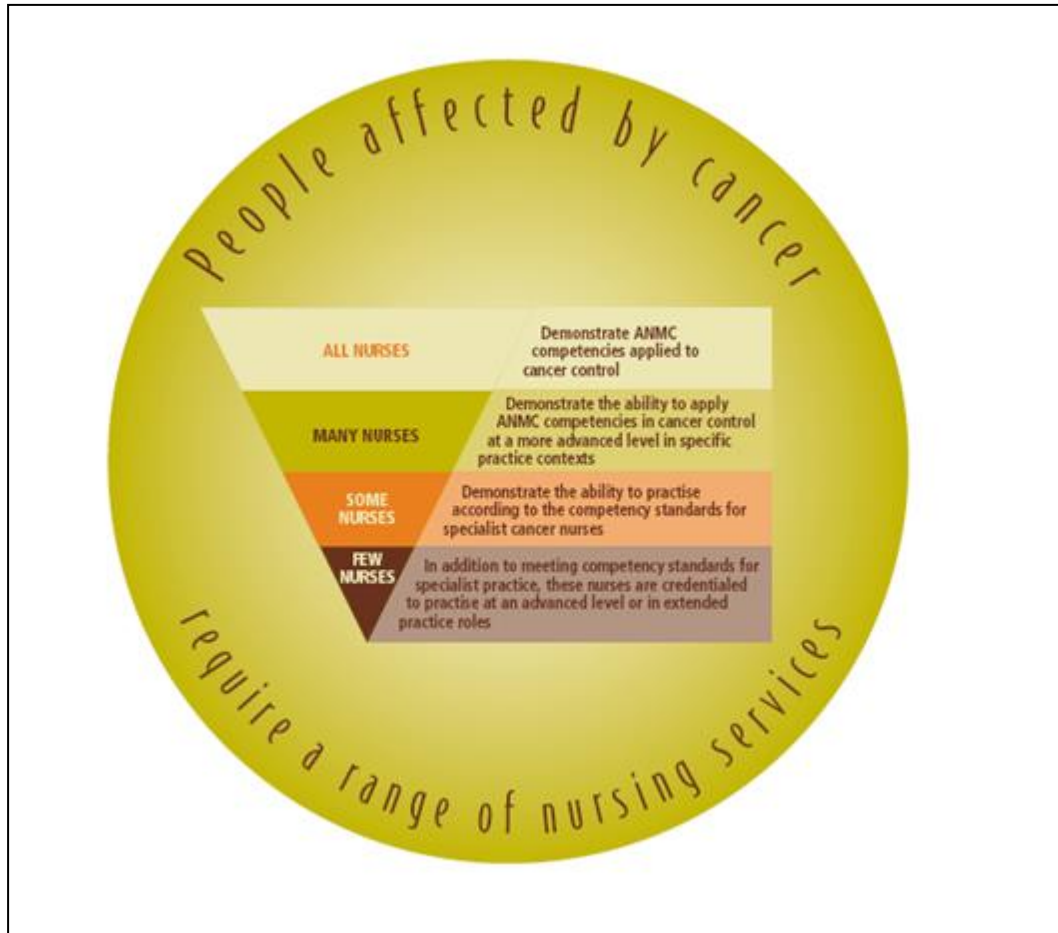 People affected by cancer
ALL NURSES
Demonstrate ANMC
competencies applied to
cancer control
MANY NURSES
Demonstrate the ability to apply
ANMC competencies in cancer control
at a more advanced level in specific
practice contexts
SOME
NURSES
Demonstrate the ability to practise
according to the competency standards for
specialist cancer nurses
FEW
NURSES
In addition to meeting competency standards for
specialist practice, these nurses are credentialed
to practise at an advanced level or in extended
practice roles
require a range of nursing services